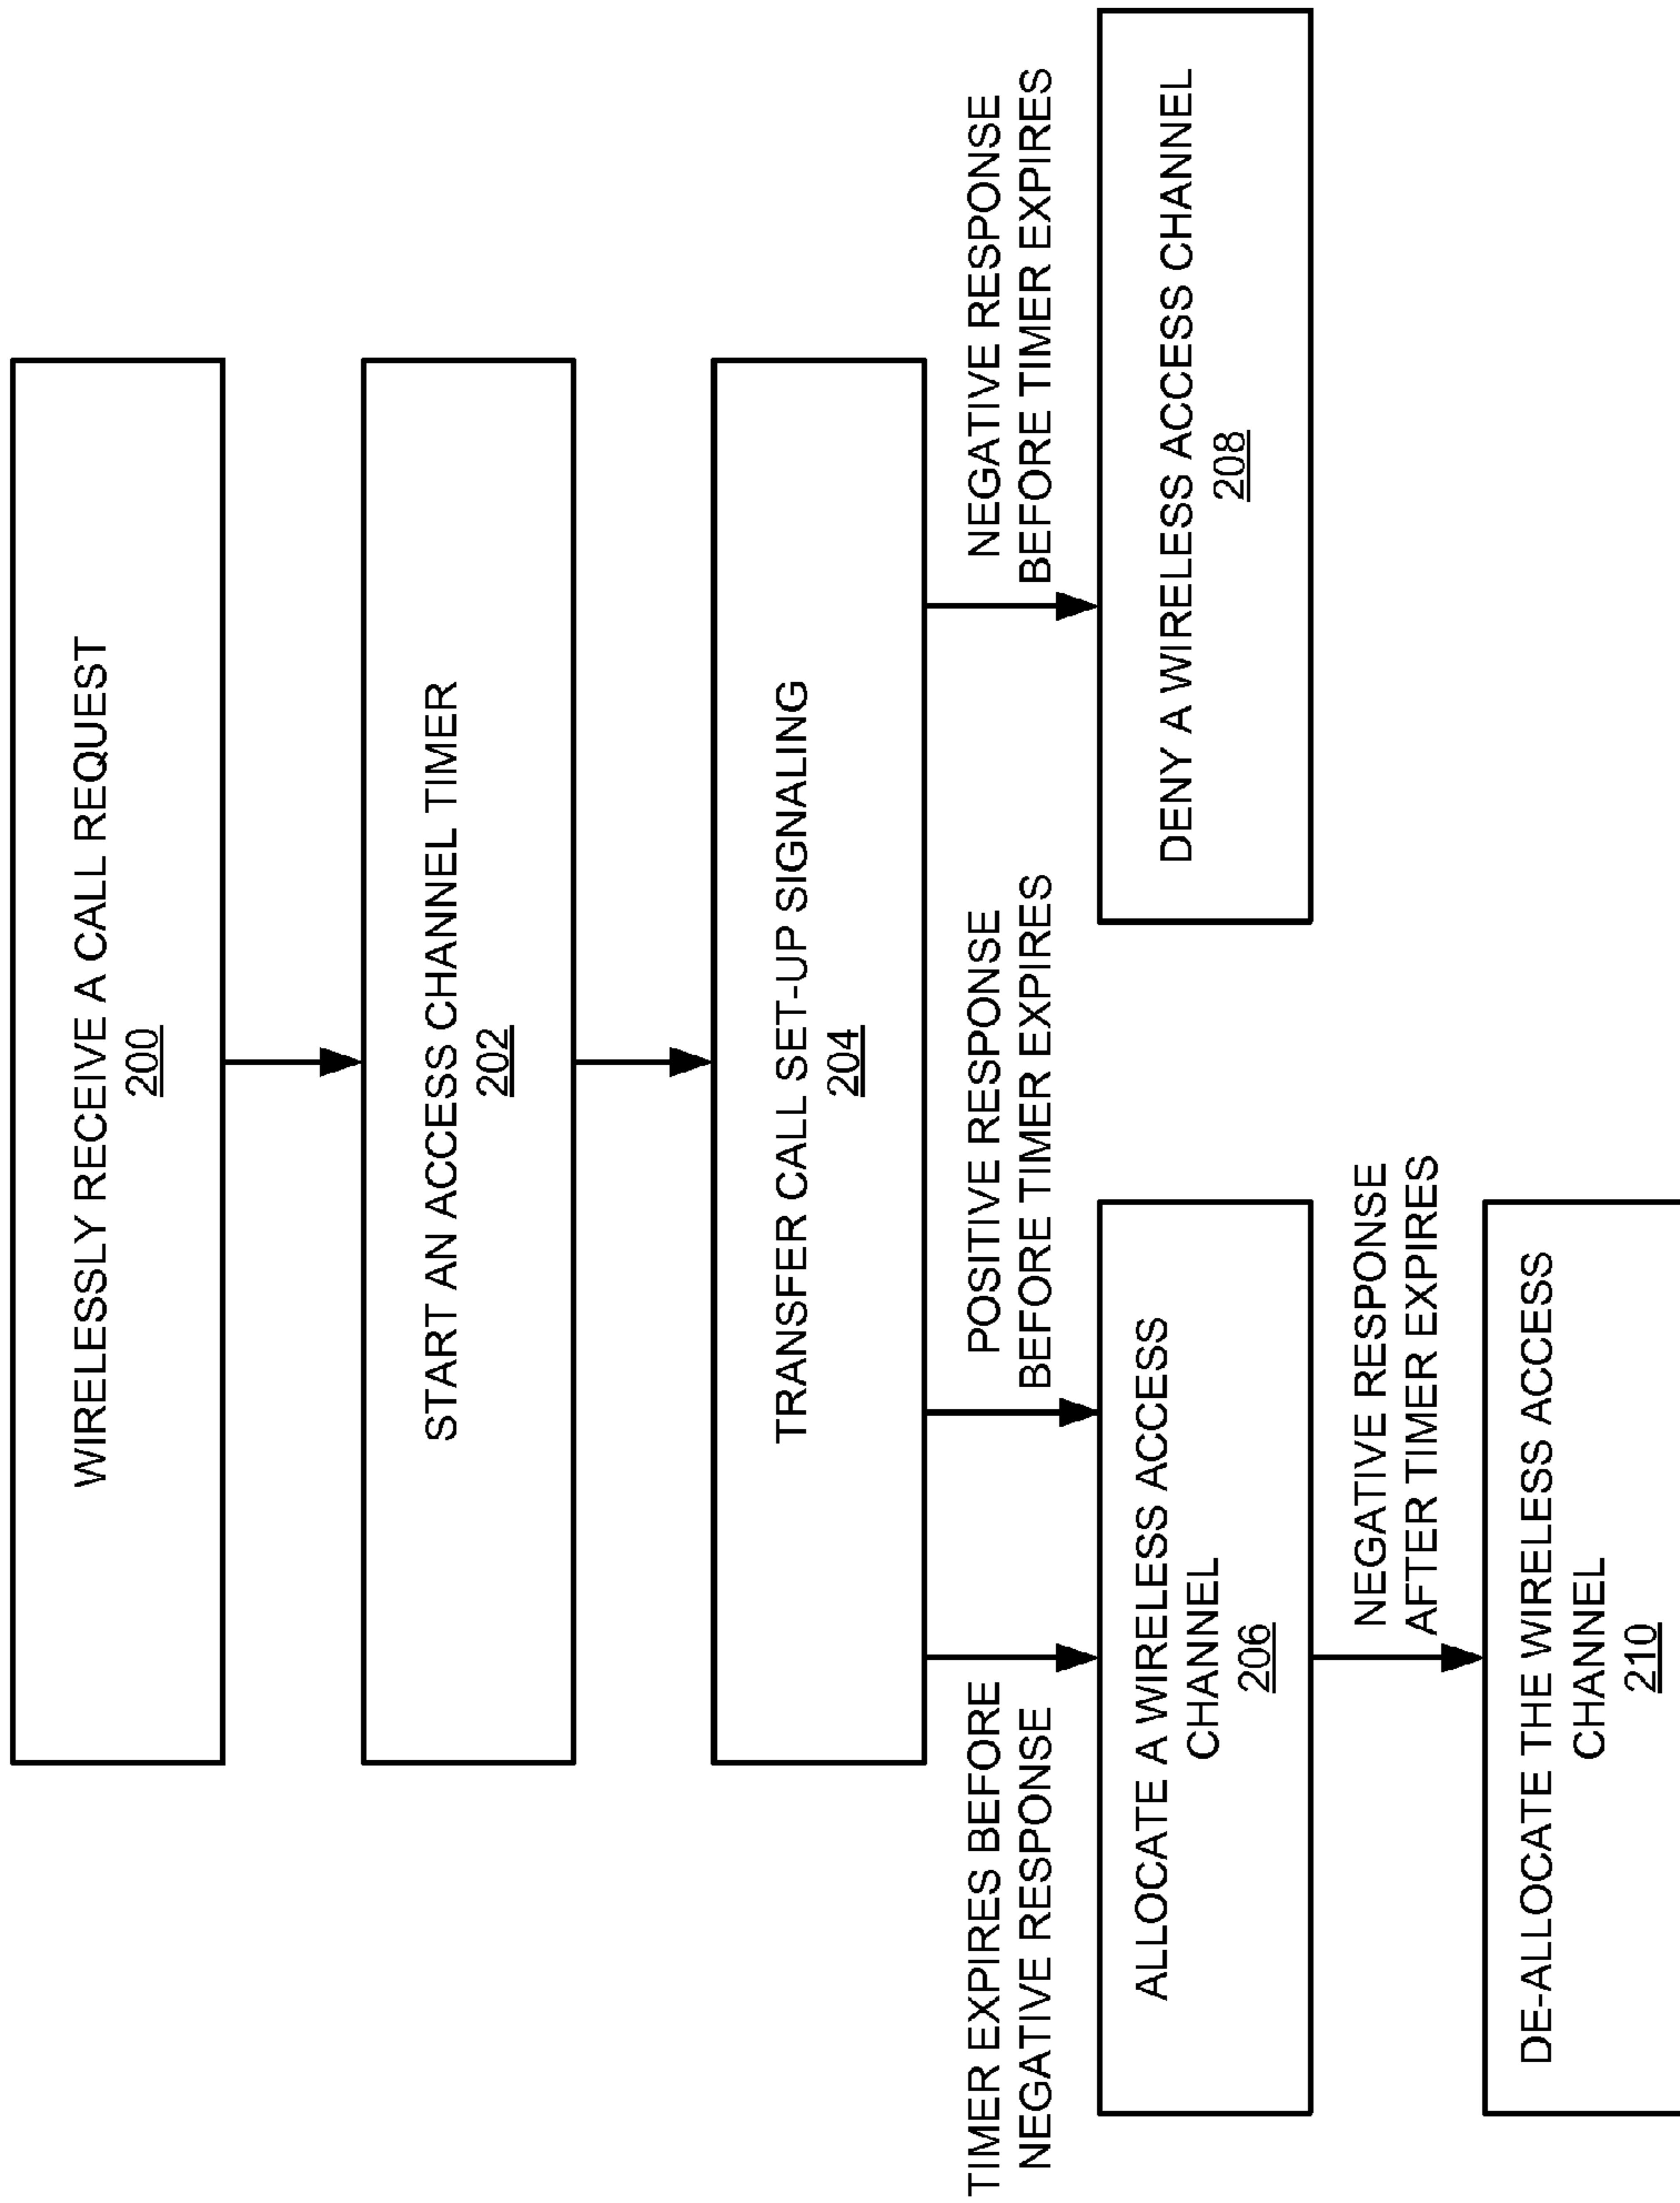 WIRELESSLY RECEIVE A CALL REQUEST
200
START AN ACCESS CHANNEL TIMER
202
TRANSFER CALL SET-UP SIGNALING
204
TIMER EXPIRES BEFORE
NEGATIVE RESPONSE
POSITIVE RESPONSE
BEFORE TIMER EXPIRES
NEGATIVE RESPONSE
BEFORE TIMER EXPIRES
ALLOCATE A WIRELESS ACCESS
CHANNEL
206
DENY A WIRELESS ACCESS CHANNEL
208
NEGATIVE RESPONSE
AFTER TIMER EXPIRES
DE-ALLOCATE THE WIRELESS ACCESS
CHANNEL
210